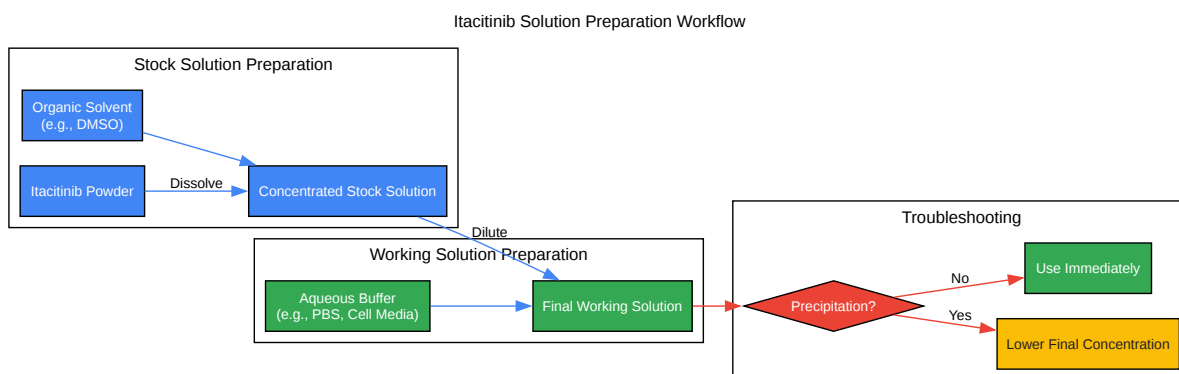 Itacitinib Solution Preparation Workflow
Stock Solution Preparation
Organic Solvent
(e.g., DMSO)
Itacitinib Powder
Dissolve
Concentrated Stock Solution
Dilute
Working Solution Preparation
Aqueous Buffer
(e.g., PBS, Cell Media)
Final Working Solution
Troubleshooting
Precipitation?
No
Use Immediately
Yes
Lower Final Concentration